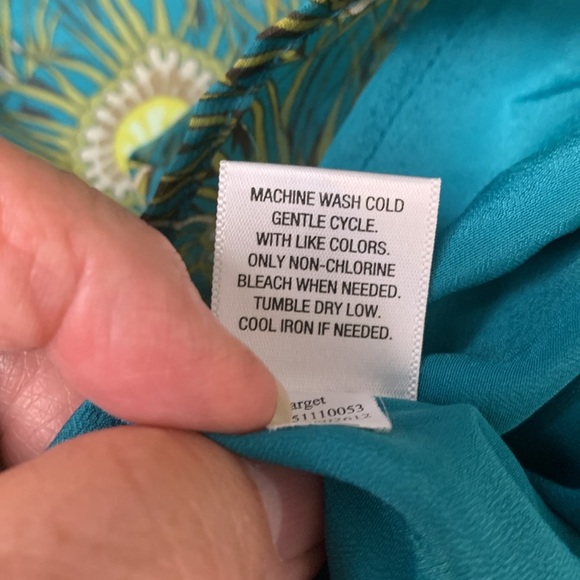 MACHINE WASH COLD
GENTLE CYCLE.
WITH LIKE COLORS.
ONLY NON-CHLORINE
BLEACH WHEN NEEDED.
TUMBLE DRY LOW.
COOL IRON IF NEEDED.
arget
51110053